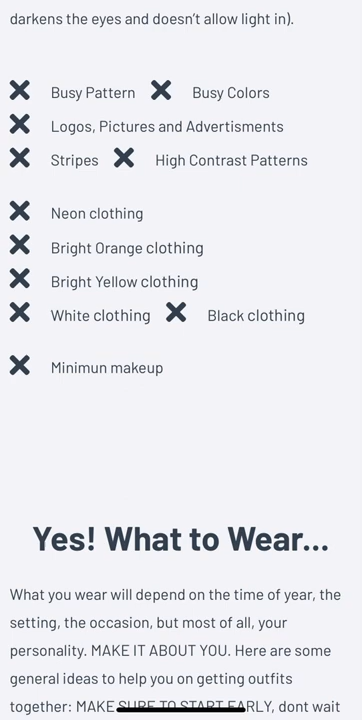 darkens the eyes and doesn’t allow light in).
Busy Pattern Busy Colors
Logos, Pictures and Advertisments
Stripes High Contrast Patterns
Neon clothing
Bright Orange clothing
Bright Yellow clothing
White clothing Black clothing
Minimun makeup
Yes! What to Wear...
What you wear will depend on the time of year, the
setting, the occasion, but most of all, your
personality. MAKE IT ABOUT YOU. Here are some
general ideas to help you on getting outfits
together: MAKE SURE TO START EARLY, dont wait